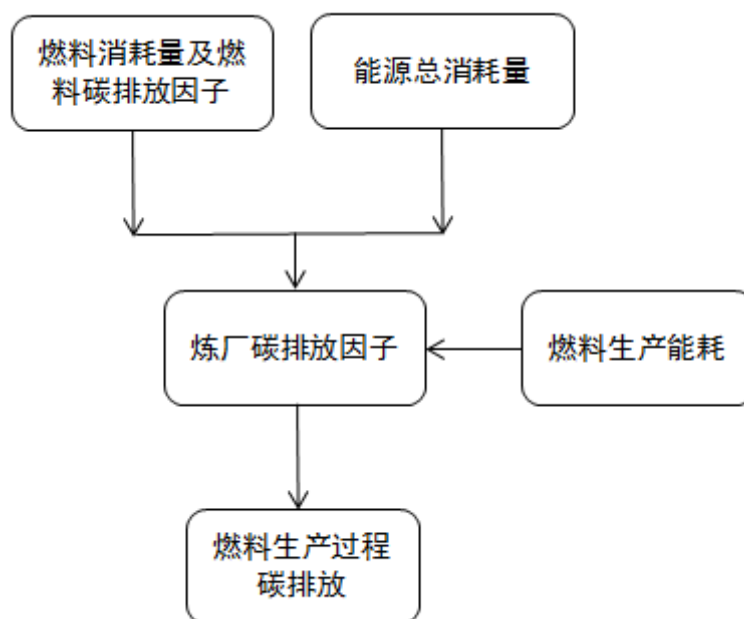 燃料消耗量及燃
料碳排放因子
能源总消耗量
炼厂碳排放因子
燃料生产能耗
燃料生产过程
碳排放